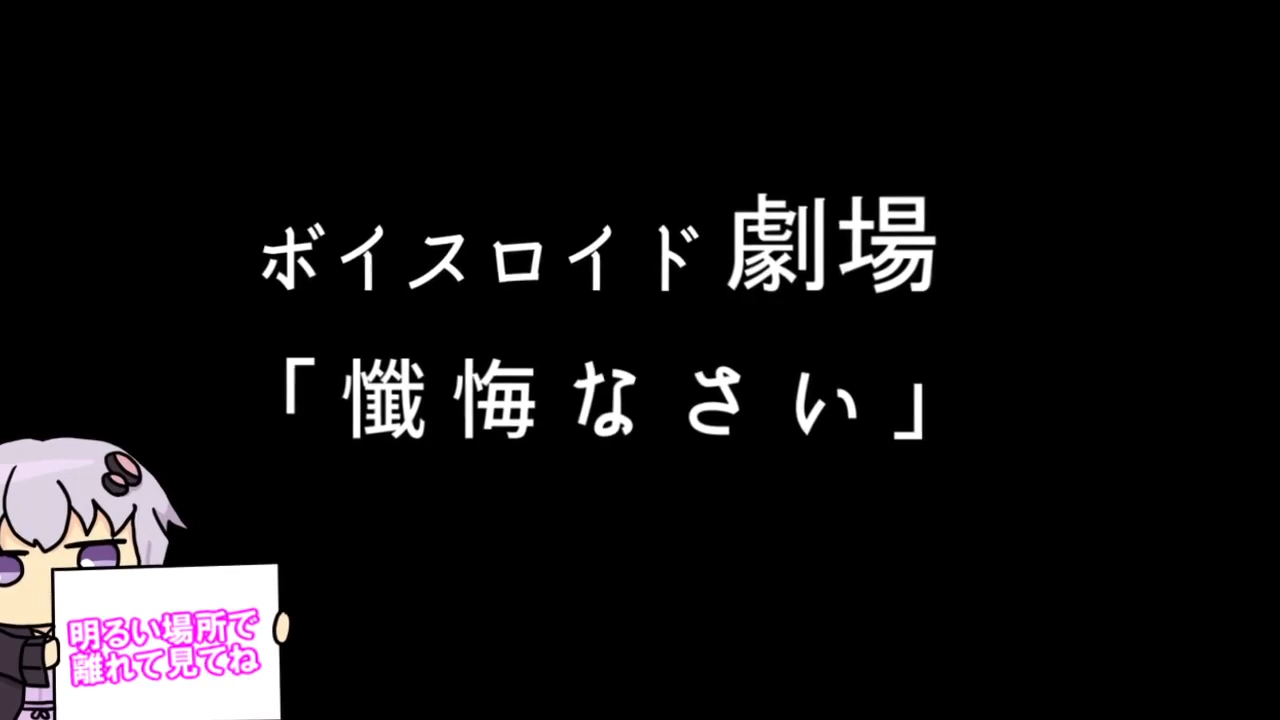 ボイスロイド劇場
「懺悔なさい」
明るい場所で
離れて見てね